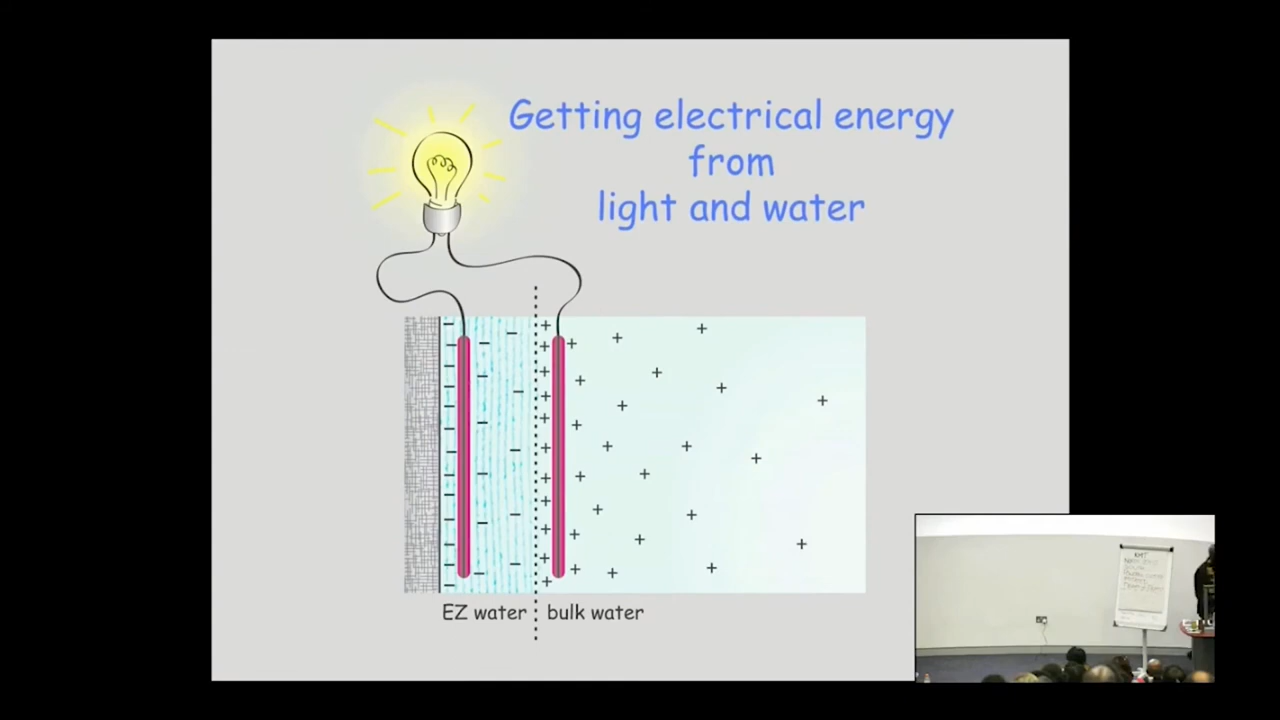 Getting electrical energy
from
light and water
EZ water
bulk water